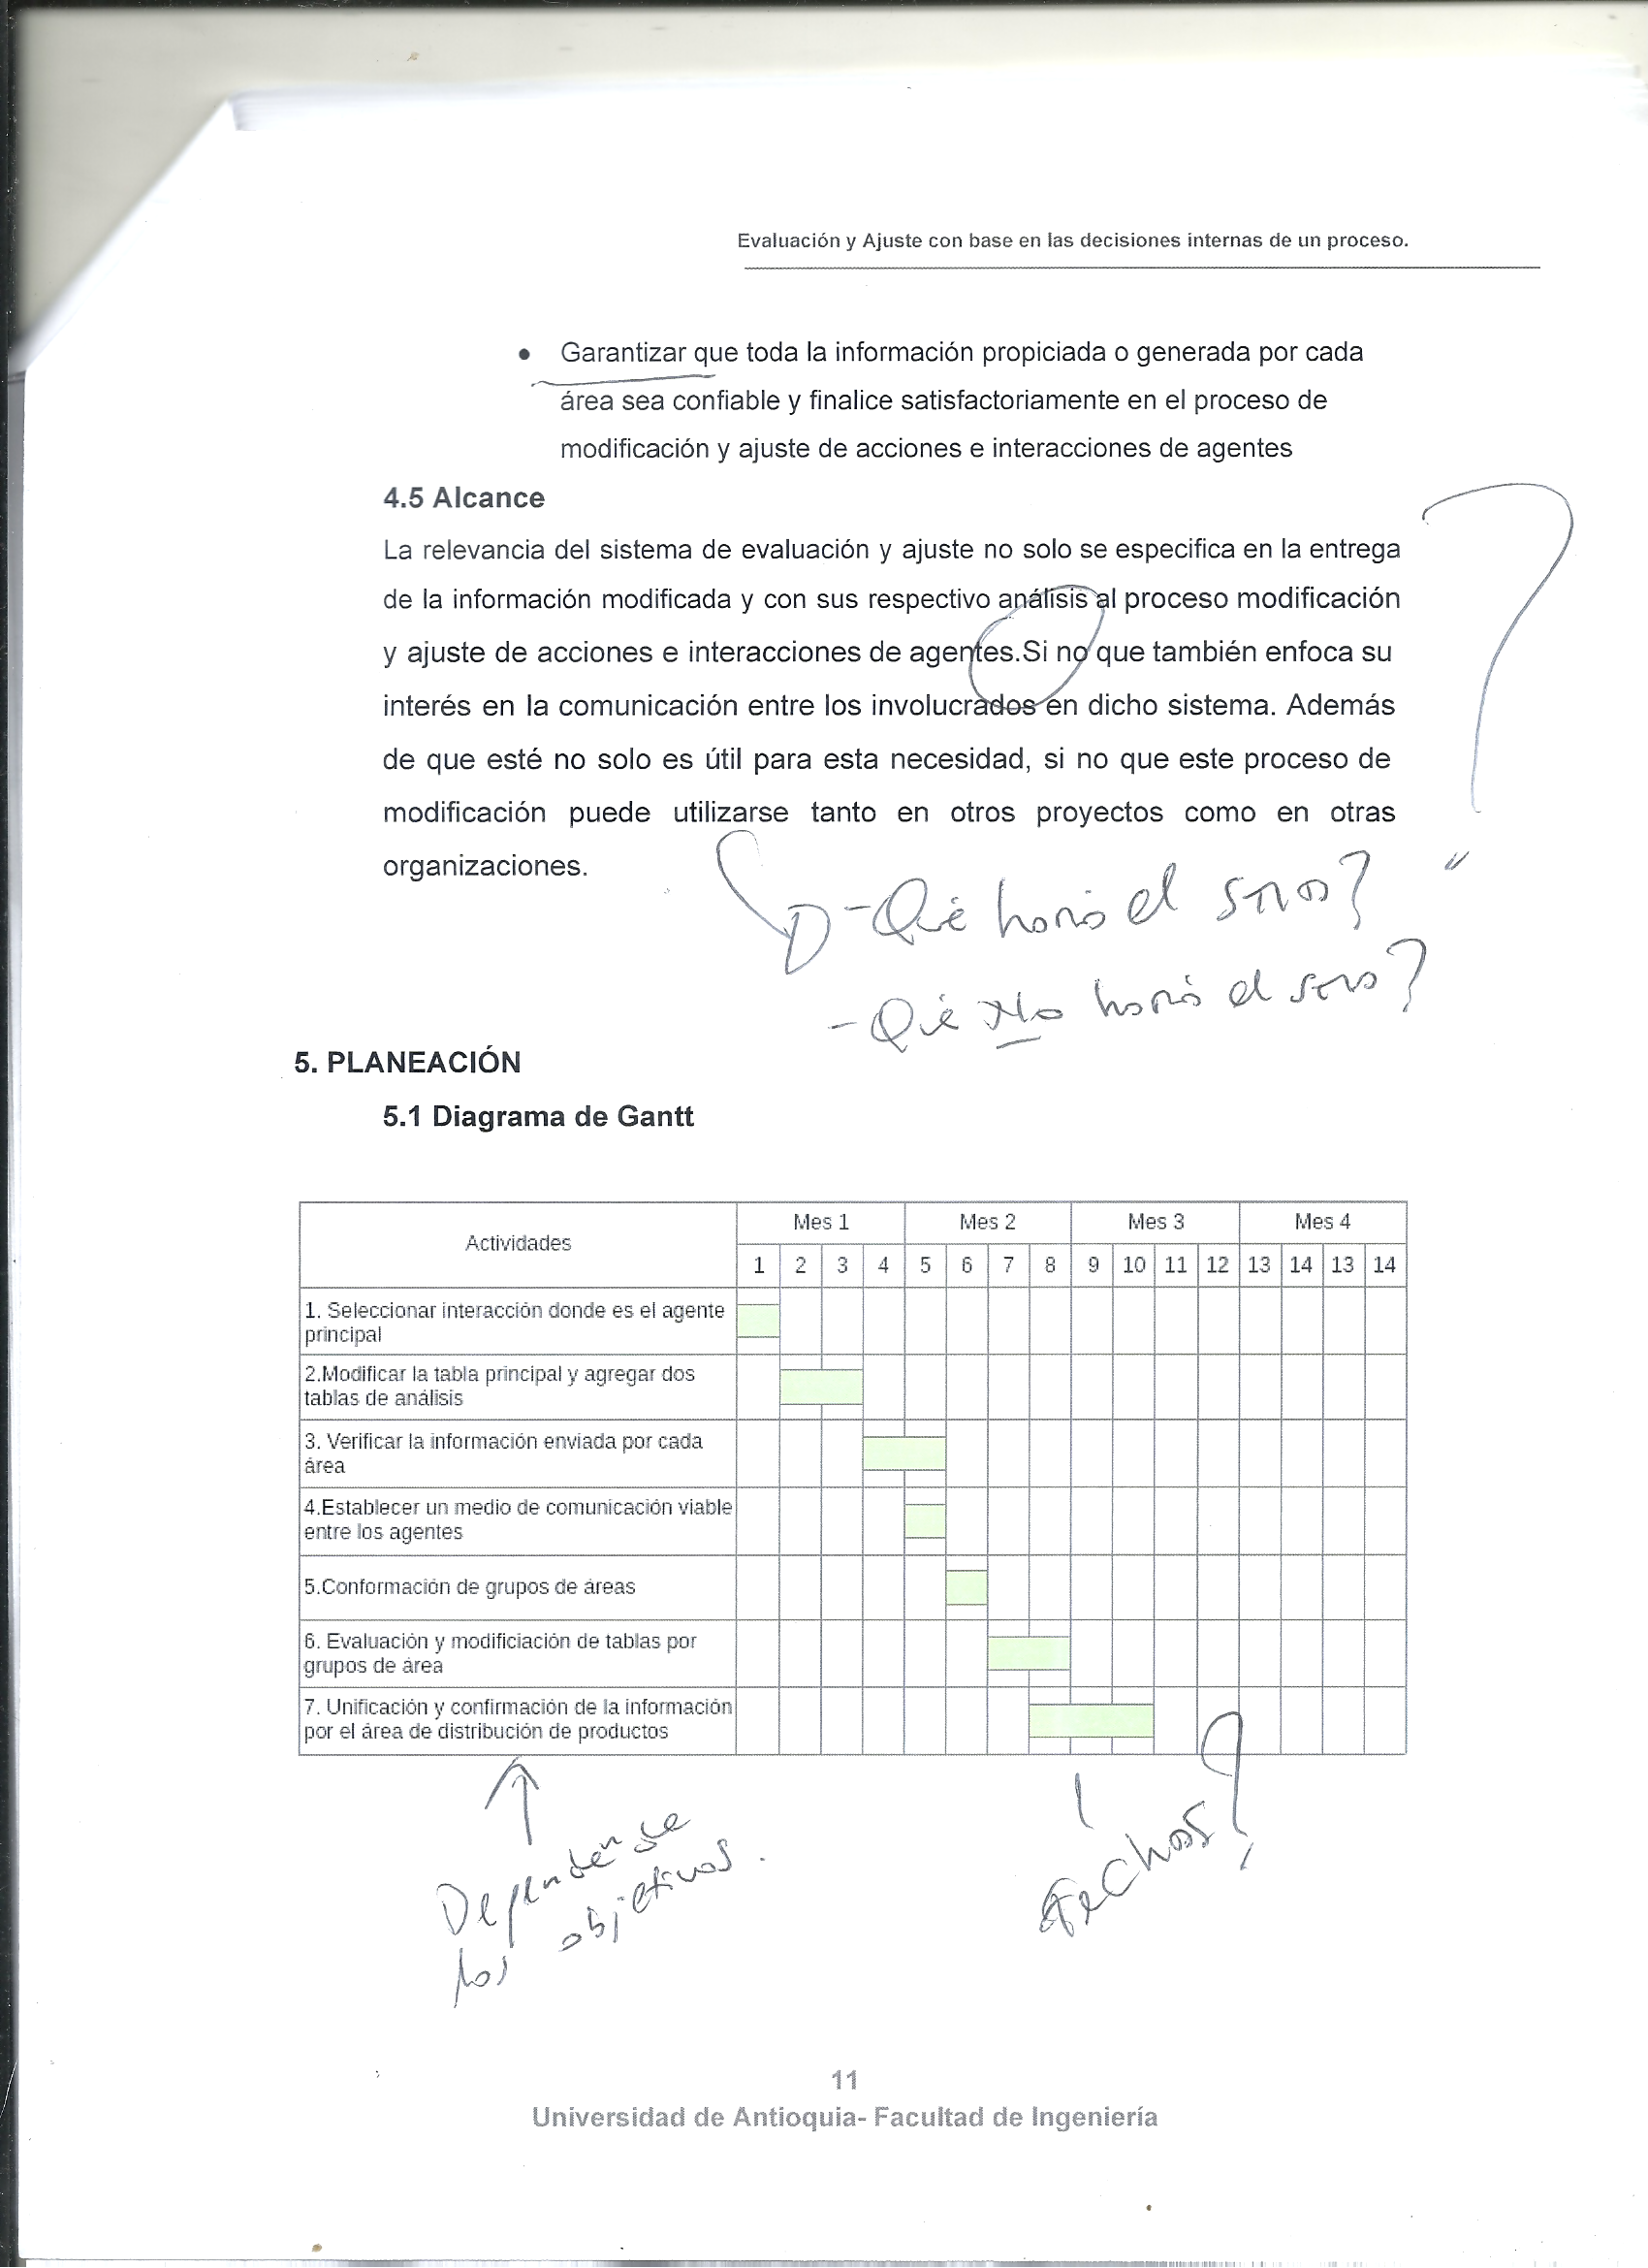 Evaluación y Ajuste con base en las decisiones internas de un proceso.
• Garantizar que toda la información propiciada o generada por cada
área sea confiable y finalice satisfactoriamente en el proceso de
modificación y ajuste de acciones e interacciones de agentes
4.5 Alcance
La relevancia del sistema de evaluación y ajuste no solo se especifica en la entrega
de la información modificada y con sus respectivo análisis al proceso modificación
y ajuste de acciones e interacciones de agentes.Si no que también enfoca su
interés en la comunicación entre los involucrados en dicho sistema. Además
de que esté no solo es útil para esta necesidad, si no que este proceso de
modificación puede utilizarse tanto en otros proyectos como en otras
organizaciones.
?
- Qué hará el ?
- Qué No hará el ?
5. PLANEACIÓN
5.1 Diagrama de Gantt
Actividades Mes 1 Mes 2 Mes 3 Mes 4
1 2 3 4 5 6 7 8 9 10 11 12 13 14 13 14
1. Seleccionar interacción donde es el agente
principal
2.Modificar la tabla principal y agregar dos
tablas de análisis
3. Verificar la información enviada por cada
área
4.Establecer un medio de comunicación viable
entre los agentes
5.Conformación de grupos de áreas
6. Evaluación y modificiación de tablas por
grupos de área
7. Unificación y confirmación de la información
por el área de distribución de productos
Dependen de
los objetivos.
Fechas?
11
Universidad de Antioquia- Facultad de Ingeniería